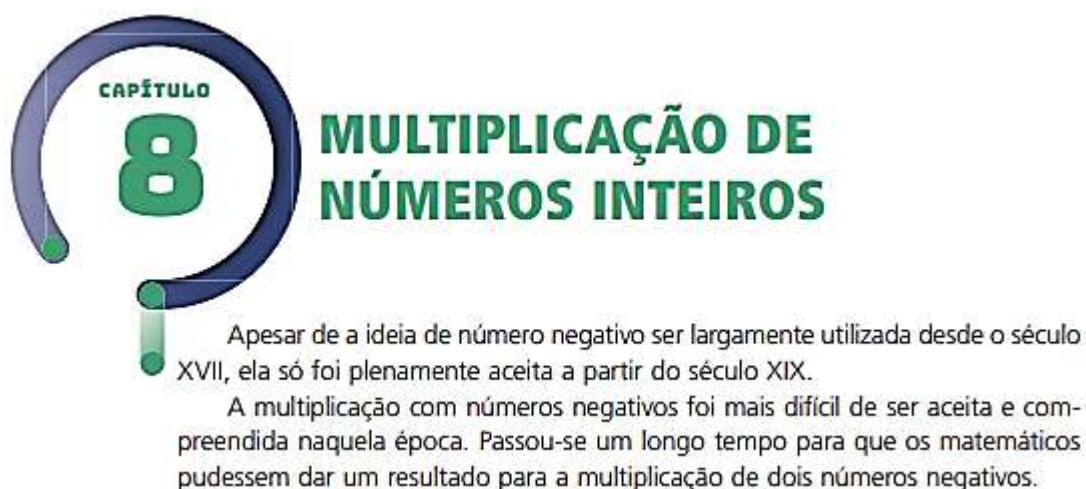 CAPÍTULO
8
MULTIPLICAÇÃO DE
NÚMEROS INTEIROS
Apesar de a ideia de número negativo ser largamente utilizada desde o século
XVII, ela só foi plenamente aceita a partir do século XIX.
A multiplicação com números negativos foi mais difícil de ser aceita e com-
preendida naquela época. Passou-se um longo tempo para que os matemáticos
pudessem dar um resultado para a multiplicação de dois números negativos.